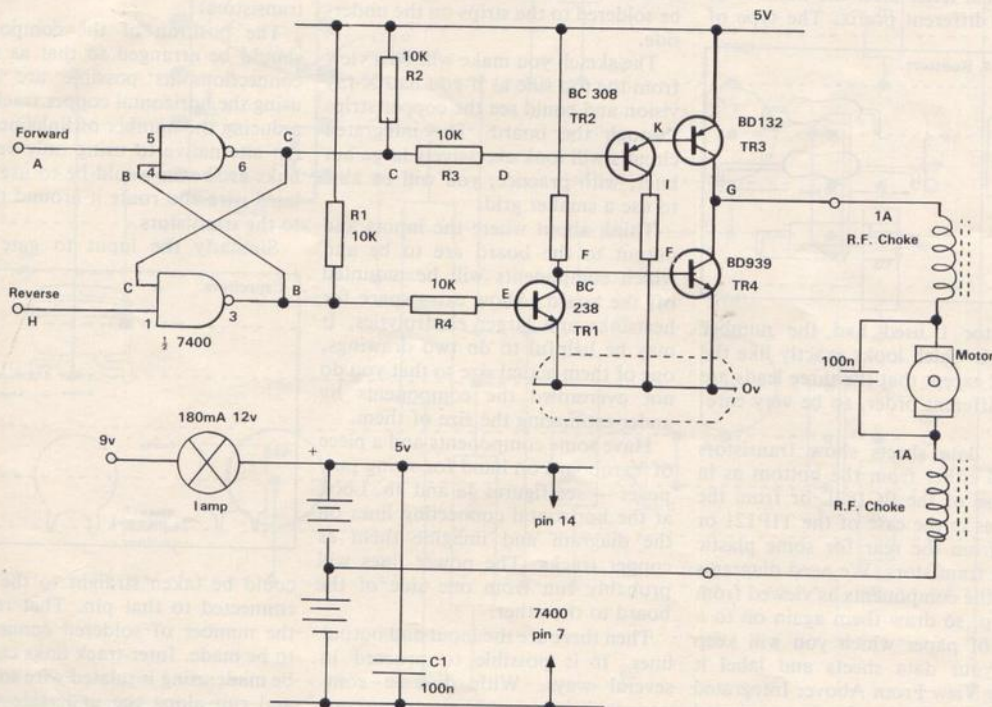 5V
Forward
A
5
B
4
6
C
10K
R2
C
10K
R3
D
R1
10K
BC 308
TR2
K
BD132
TR3
I
G
1A
R.F. Choke
F
F
BD939
TR4
Reverse
H
C
1
3
B
½ 7400
10K
R4
E
BC
238
TR1
Ov
100n
Motor
1A
R.F. Choke
180mA 12v
9v
lamp
+
5v
pin 14
7400
pin 7
C1
100n